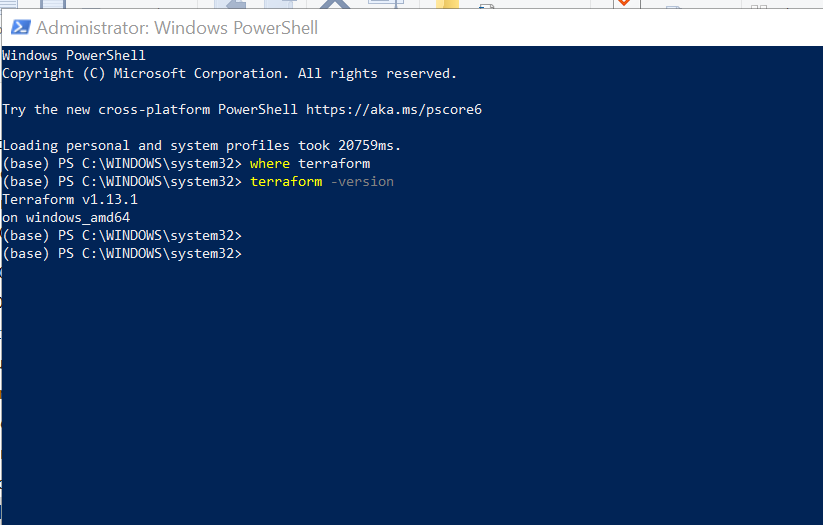 Administrator: Windows PowerShell
Windows PowerShell
Copyright (C) Microsoft Corporation. All rights reserved.
Try the new cross-platform PowerShell https://aka.ms/pscore6
Loading personal and system profiles took 20759ms.
(base) PS C:\WINDOWS\system32> where terraform
(base) PS C:\WINDOWS\system32> terraform -version
Terraform v1.13.1
on windows_amd64
(base) PS C:\WINDOWS\system32>
(base) PS C:\WINDOWS\system32>